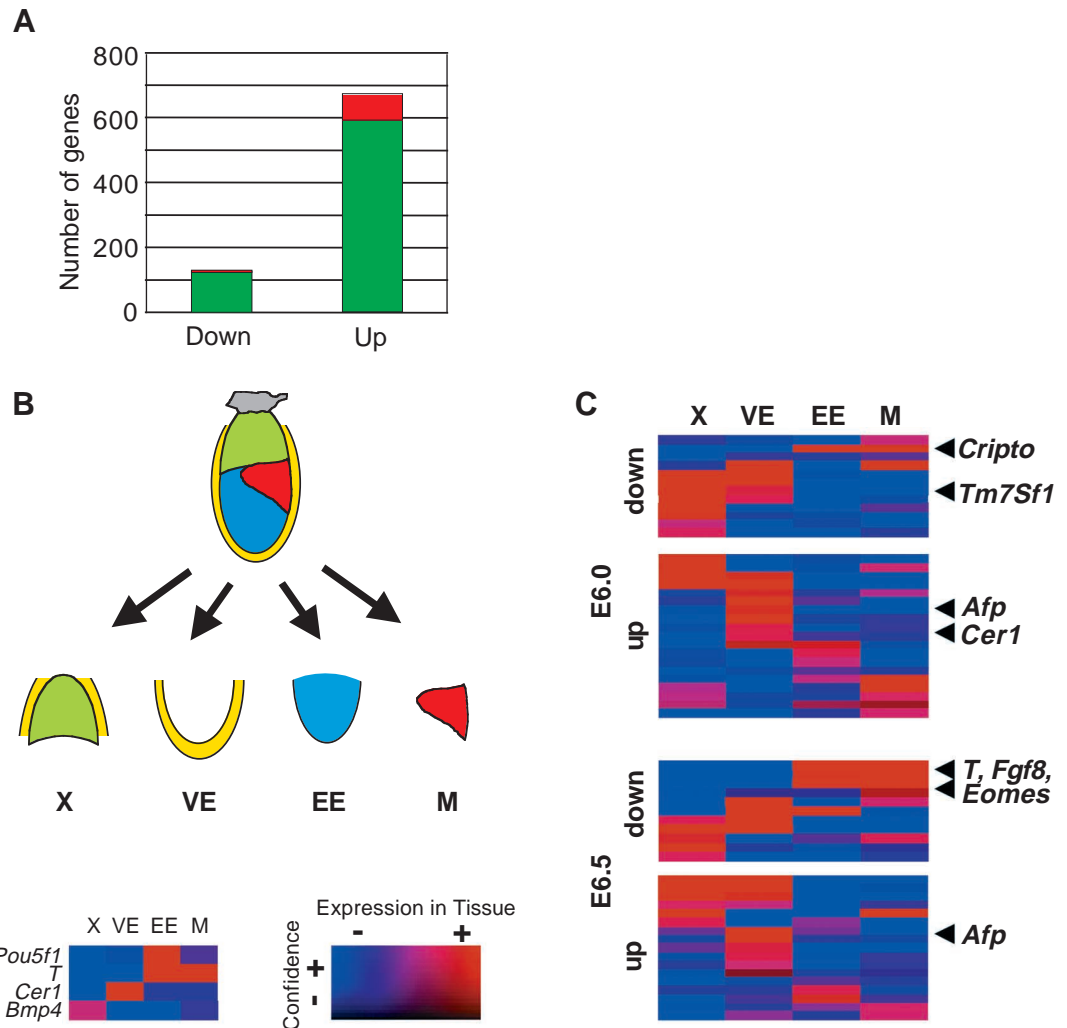 A
Number of genes
800
600
400
200
0
Down
Up
B
X
VE
EE
M
X VE EE M
Pou5f1
T
Cer1
Bmp4
Expression in Tissue
- +
Confidence
+
-
C
X VE EE M
E6.0
down
Cripto
Tm7Sf1
up
Afp
Cer1
E6.5
down
T, Fgf8,
Eomes
up
Afp